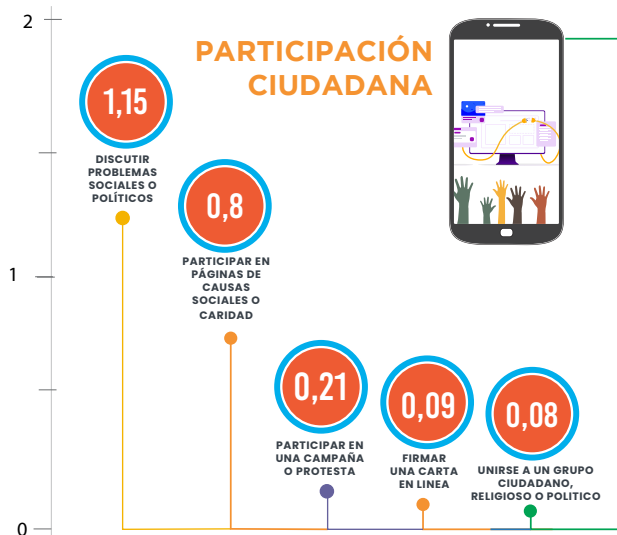 2
PARTICIPACIÓN
CIUDADANA
1,15
DISCUTIR
PROBLEMAS
SOCIALES O
POLÍTICOS
0,8
PARTICIPAR EN
PÁGINAS DE
CAUSAS
SOCIALES O
CARIDAD
1
0,21
PARTICIPAR EN
UNA CAMPAÑA
O PROTESTA
0,09
FIRMAR
UNA CARTA
EN LINEA
0,08
UNIRSE A UN GRUPO
CIUDADANO,
RELIGIOSO O POLITICO
0